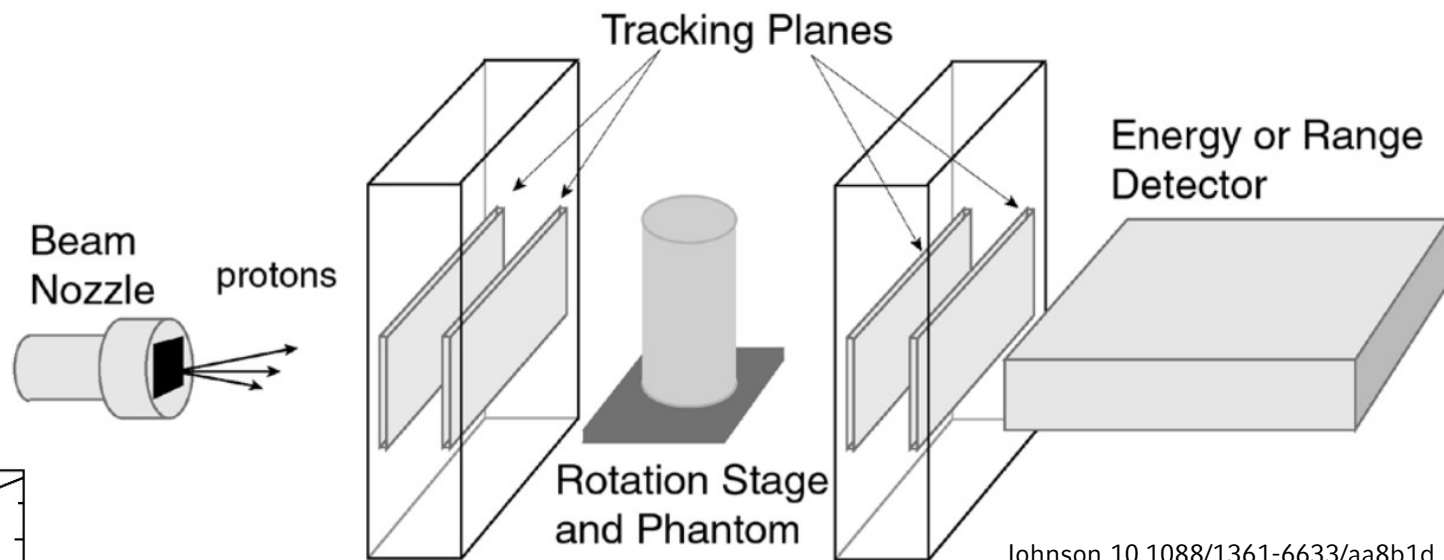 Tracking Planes
Energy or Range
Detector
Beam
Nozzle
protons
Rotation Stage
and Phantom
Johnson 10.1088/1361-6633/aa8b1d